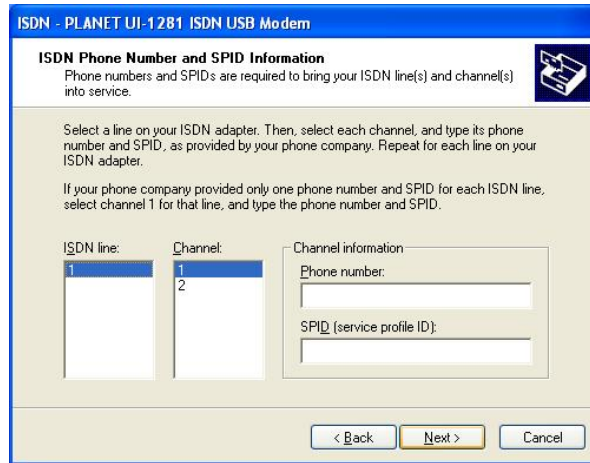 ISDN - PLANET UI-1281 ISDN USB Modem
ISDN Phone Number and SPID Information
Phone numbers and SPIDs are required to bring your ISDN line(s) and channel(s)
into service.
Select a line on your ISDN adapter. Then, select each channel, and type its phone
number and SPID, as provided by your phone company. Repeat for each line on your
ISDN adapter.
If your phone company provided only one phone number and SPID for each ISDN line,
select channel 1 for that line, and type the phone number and SPID.
ISDN line:
1
Channel:
1
2
Channel information
Phone number:
SPID (service profile ID):
< Back
Next >
Cancel